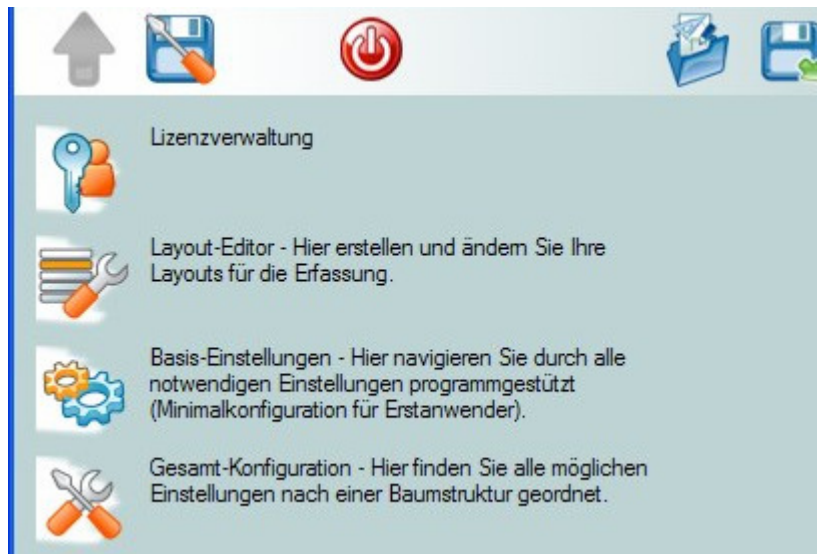 Lizenzverwaltung
Layout-Editor - Hier erstellen und ändern Sie Ihre
Layouts für die Erfassung.
Basis-Einstellungen - Hier navigieren Sie durch alle
notwendigen Einstellungen programmgestützt
(Minimalkonfiguration für Erstanwender).
Gesamt-Konfiguration - Hier finden Sie alle möglichen
Einstellungen nach einer Baumstruktur geordnet.